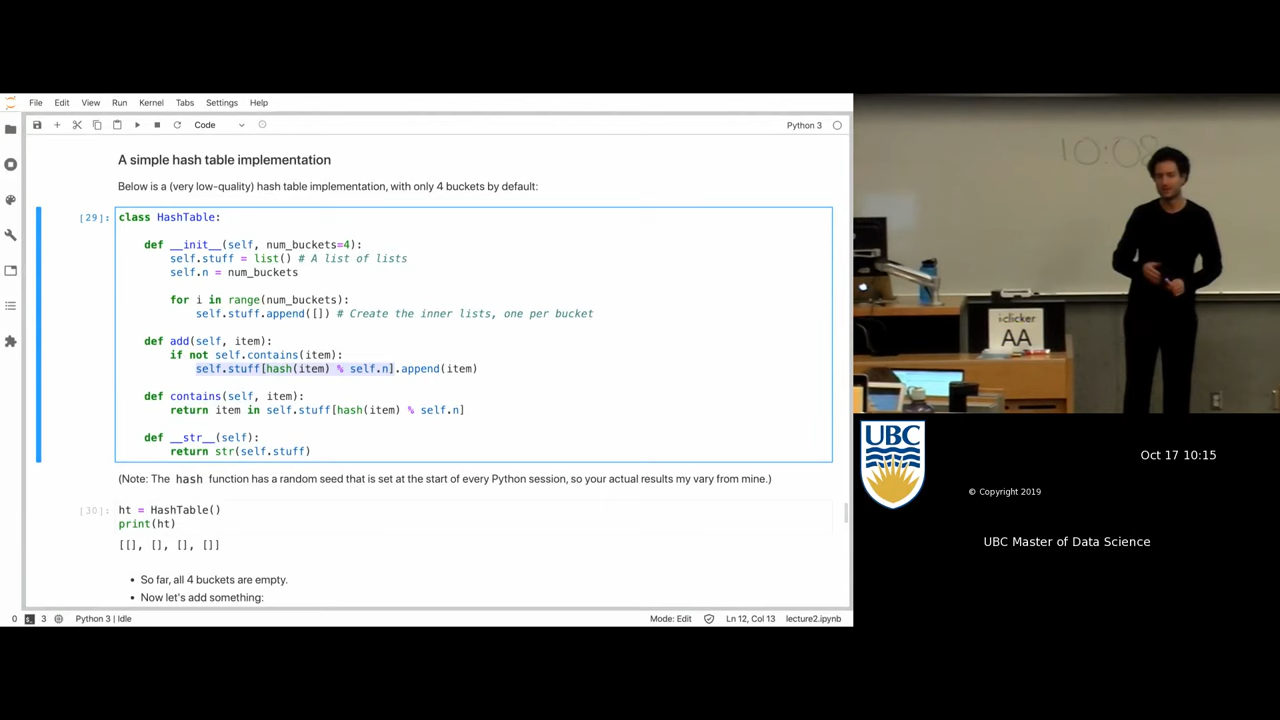 File Edit View Run Kernel Tabs Settings Help
Code
Python 3
A simple hash table implementation
Below is a (very low-quality) hash table implementation, with only 4 buckets by default:
[29]:
class HashTable:
def __init__(self, num_buckets=4):
self.stuff = list() # A list of lists
self.n = num_buckets
for i in range(num_buckets):
self.stuff.append([]) # Create the inner lists, one per bucket
def add(self, item):
if not self.contains(item):
self.stuff[hash(item) % self.n].append(item)
def contains(self, item):
return item in self.stuff[hash(item) % self.n]
def __str__(self):
return str(self.stuff)
(Note: The hash function has a random seed that is set at the start of every Python session, so your actual results my vary from mine.)
[30]:
ht = HashTable()
print(ht)
[[], [], [], []]
• So far, all 4 buckets are empty.
• Now let's add something:
0 3 Python 3 | Idle Mode: Edit Ln 12, Col 13 lecture2.ipynb
10:08
i>clicker
AA
UBC
Oct 17 10:15
© Copyright 2019
UBC Master of Data Science